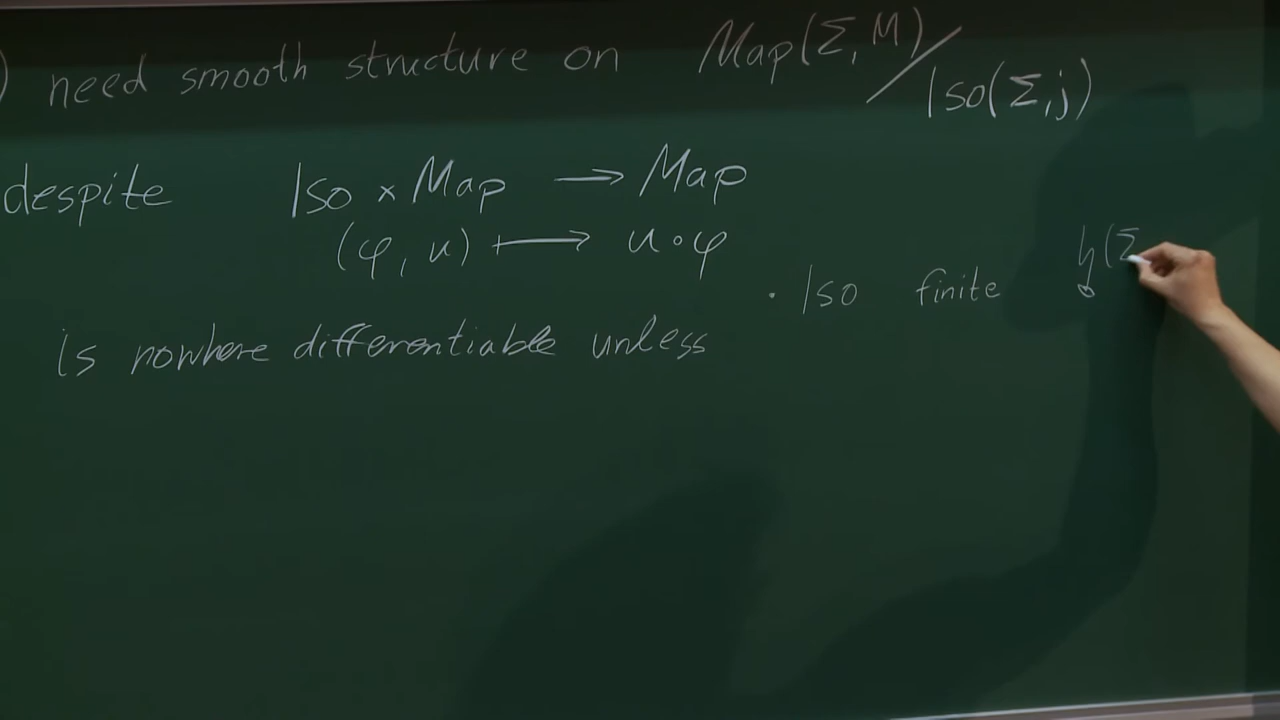 ) need smooth structure on Map(Σ, M) / Iso(Σ, j)
despite Iso × Map → Map
(φ, u) ↦ u∘φ
· Iso finite (Σ
is nowhere differentiable unless